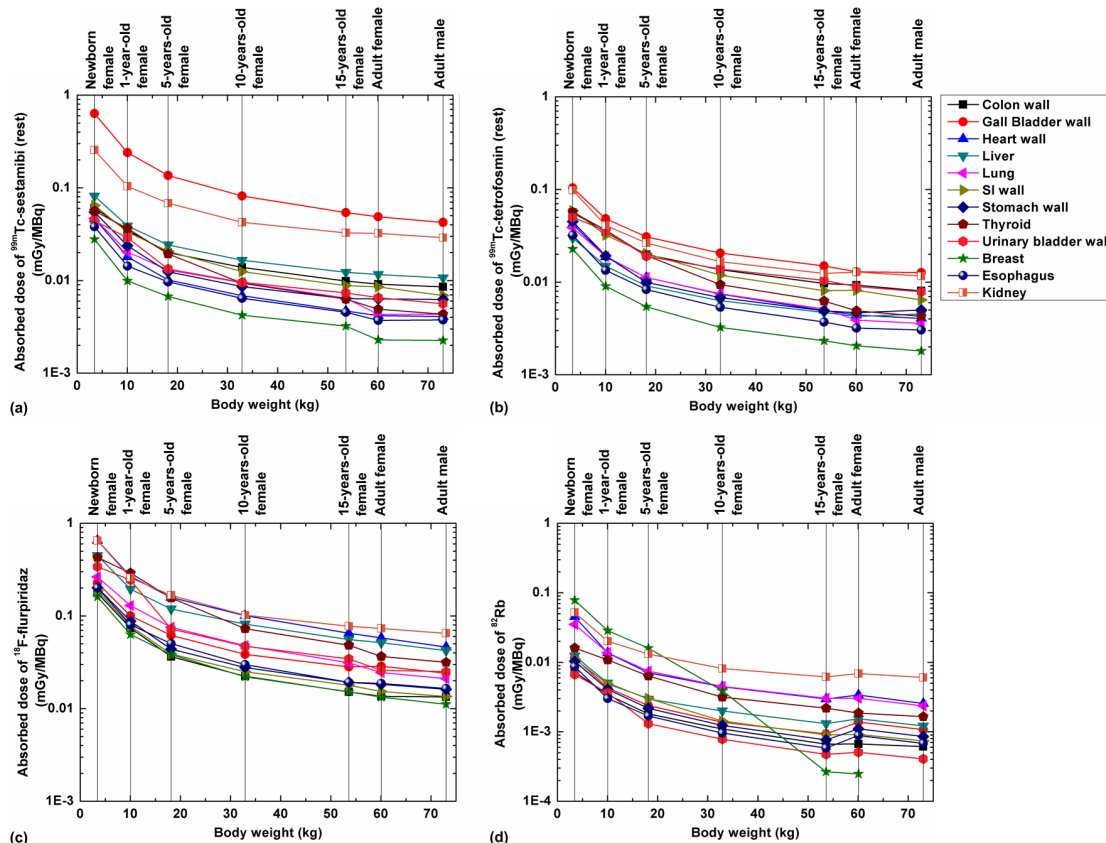 Newborn
female
1-year-old
female
5-years-old
female
10-years-old
female
15-years-old
female
Adult female
Adult male
Absorbed dose of 99mTc-sestamibi (rest)
(mGy/MBq)
1
0.1
0.01
1E-3
0 10 20 30 40 50 60 70
Body weight (kg)
(a)
Newborn
female
1-year-old
female
5-years-old
female
10-years-old
female
15-years-old
female
Adult female
Adult male
Absorbed dose of 99mTc-tetrofosmin (rest)
(mGy/MBq)
1
0.1
0.01
1E-3
0 10 20 30 40 50 60 70
Body weight (kg)
(b)
Colon wall
Gall Bladder wall
Heart wall
Liver
Lung
SI wall
Stomach wall
Thyroid
Urinary bladder wall
Breast
Esophagus
Kidney
Newborn
female
1-year-old
female
5-years-old
female
10-years-old
female
15-years-old
female
Adult female
Adult male
Absorbed dose of 18F-flurpiridaz
(mGy/MBq)
1
0.1
0.01
1E-3
0 10 20 30 40 50 60 70
Body weight (kg)
(c)
Newborn
female
1-year-old
female
5-years-old
female
10-years-old
female
15-years-old
female
Adult female
Adult male
Absorbed dose of 82Rb
(mGy/MBq)
1
0.1
0.01
1E-3
1E-4
0 10 20 30 40 50 60 70
Body weight (kg)
(d)